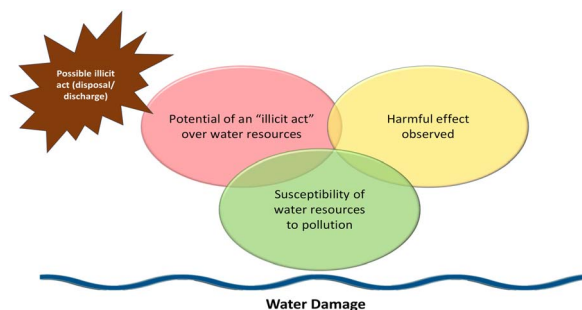 Possible illicit
act (disposal/
discharge)
Potential of an “illicit act”
over water resources
Harmful effect
observed
Susceptibility of
water resources
to pollution
Water Damage